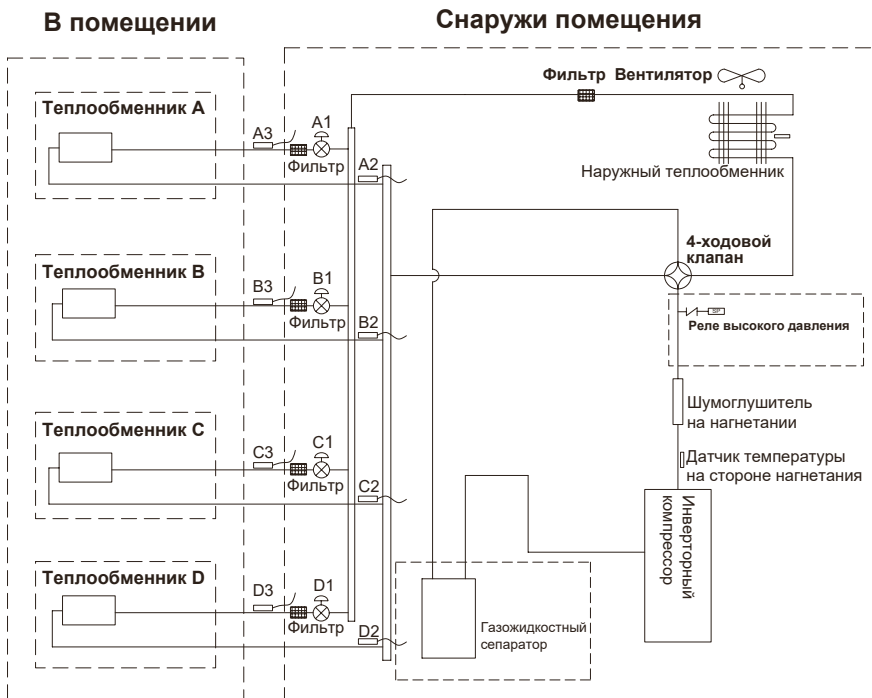 В помещении
Снаружи помещения
Фильтр Вентилятор
Теплообменник A
A3
A1
Фильтр
A2
Наружный теплообменник
4-ходовой
клапан
Теплообменник B
B3
B1
Фильтр
B2
SP
Реле высокого давления
Шумоглушитель
на нагнетании
Теплообменник C
C3
C1
Фильтр
C2
Датчик температуры
на стороне нагнетания
Инверторный
компрессор
Теплообменник D
D3
D1
Фильтр
D2
Газожидкостный
сепаратор